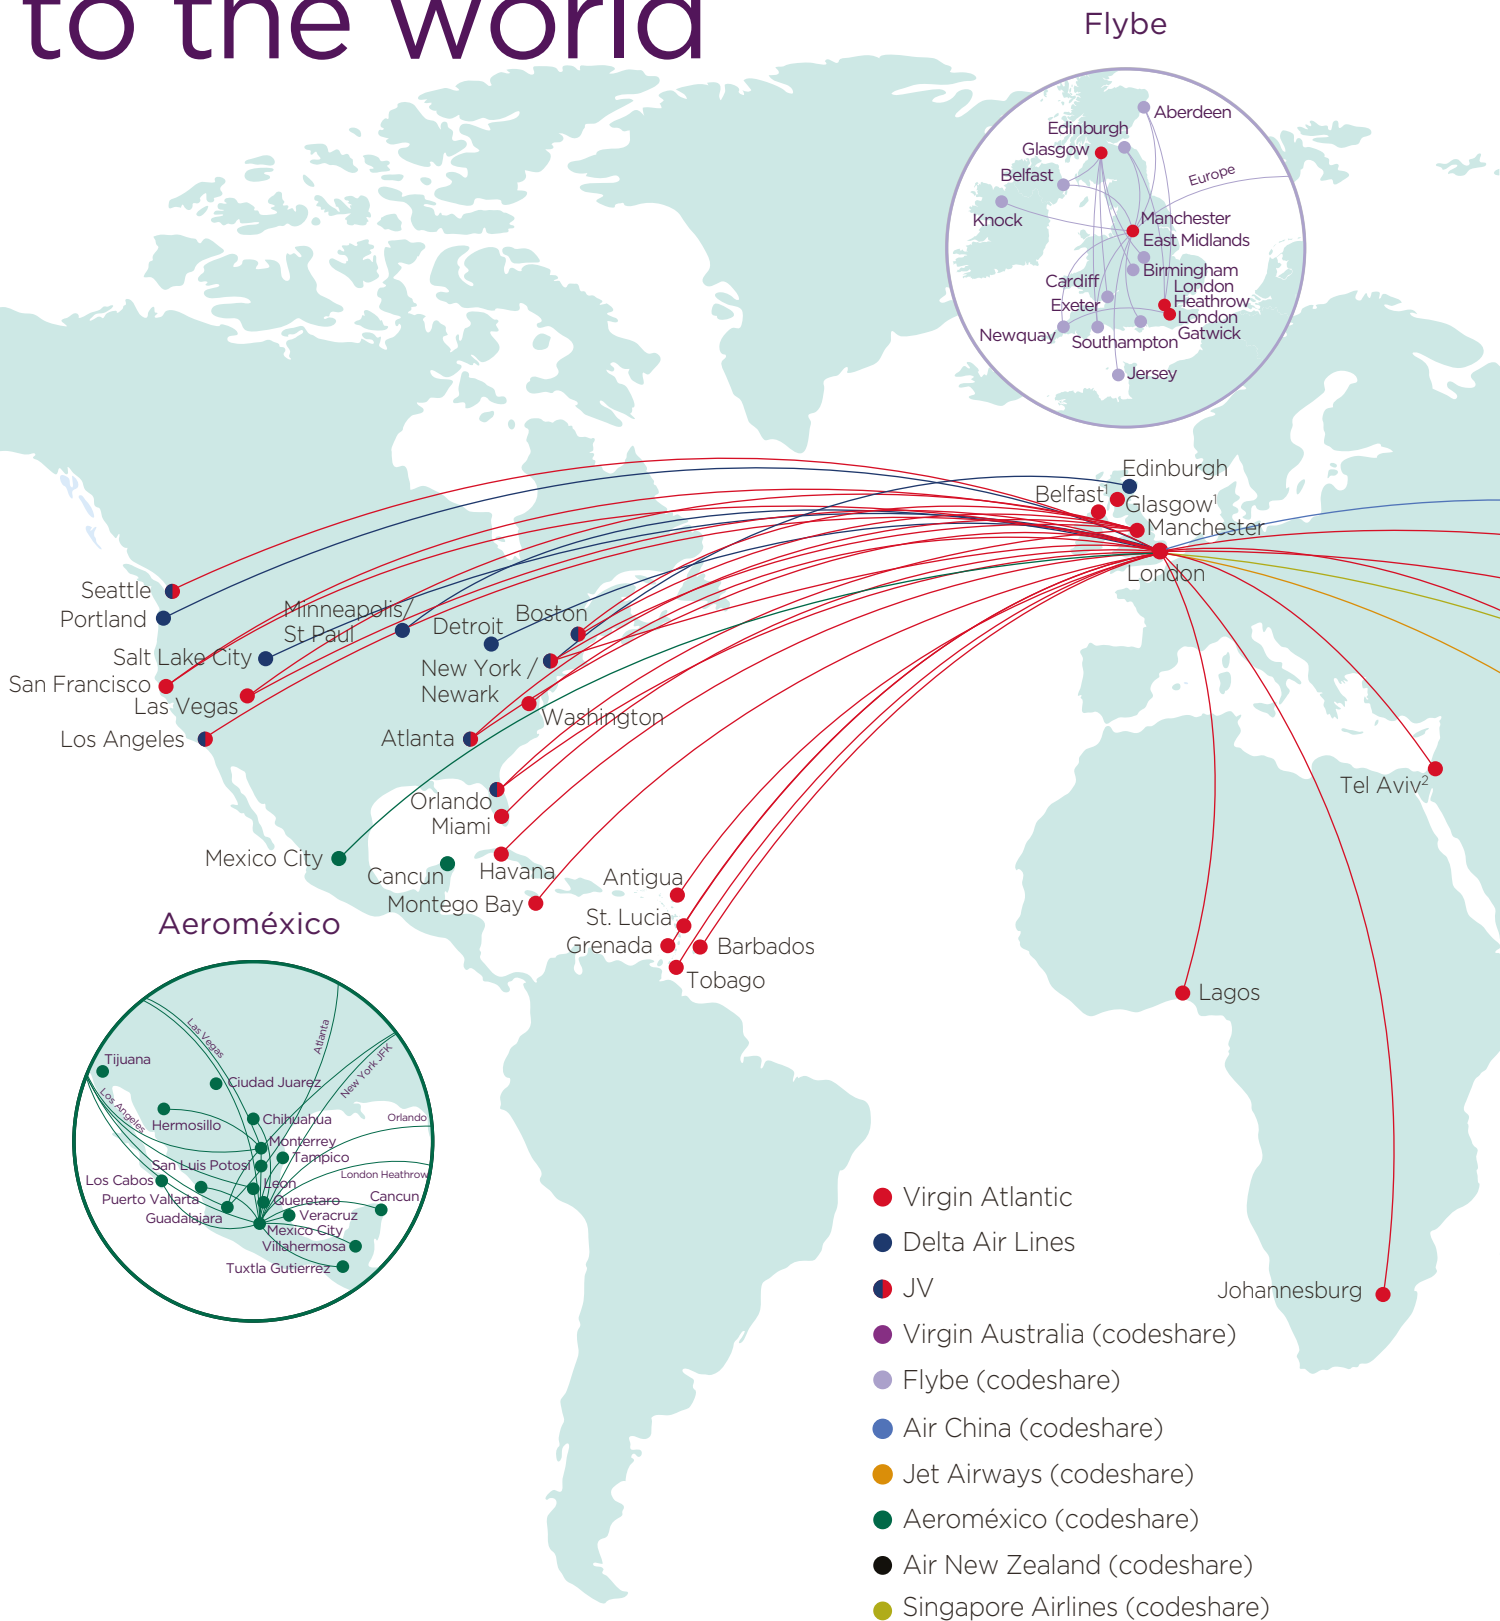 to the world
Flybe
Aberdeen
Edinburgh
Glasgow
Belfast
Europe
Knock
Manchester
East Midlands
Birmingham
Cardiff
London
Heathrow
Exeter
London
Gatwick
Newquay
Southampton
Jersey
Edinburgh
Belfast¹
Glasgow¹
Manchester
London
Seattle
Portland
Minneapolis/
St Paul
Detroit
Boston
Salt Lake City
New York /
Newark
San Francisco
Las Vegas
Washington
Los Angeles
Atlanta
Tel Aviv²
Orlando
Miami
Mexico City
Cancun
Havana
Antigua
Montego Bay
St. Lucia
Grenada
Barbados
Tobago
Lagos
Johannesburg
Aeroméxico
Las Vegas
Atlanta
New York JFK
Tijuana
Ciudad Juarez
Los Angeles
Hermosillo
Chihuahua
Orlando
Monterrey
Tampico
San Luis Potosí
London Heathrow
Los Cabos
Leon
Puerto Vallarta
Queretaro
Cancun
Guadalajara
Veracruz
Mexico City
Villahermosa
Tuxtla Gutierrez
Virgin Atlantic
Delta Air Lines
JV
Virgin Australia (codeshare)
Flybe (codeshare)
Air China (codeshare)
Jet Airways (codeshare)
Aeroméxico (codeshare)
Air New Zealand (codeshare)
Singapore Airlines (codeshare)